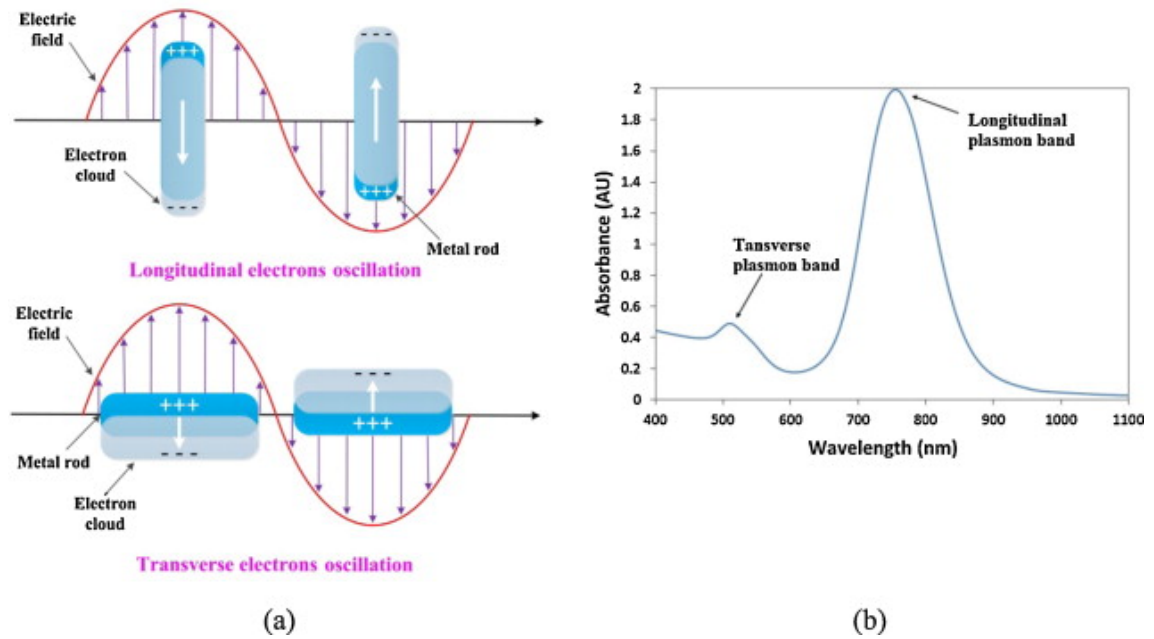 Electric
field
+++
- - -
Electron
cloud
- - -
+++
Metal rod
Longitudinal electrons oscillation
Electric
field
+++
- - -
Metal rod
Electron
cloud
- - -
+++
Transverse electrons oscillation
(a)
2
1.8
1.6
1.4
1.2
1
0.8
0.6
0.4
0.2
0
Absorbance (AU)
Longitudinal
plasmon band
Tansverse
plasmon band
400 500 600 700 800 900 1000 1100
Wavelength (nm)
(b)